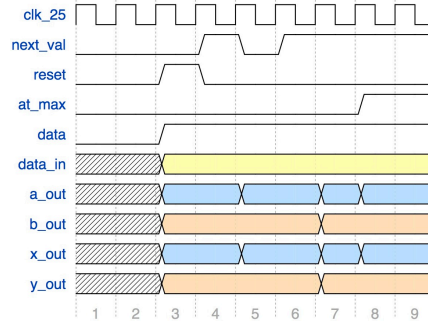 clk_25
next_val
reset
at_max
data
data_in
a_out
b_out
x_out
y_out
1 2 3 4 5 6 7 8 9